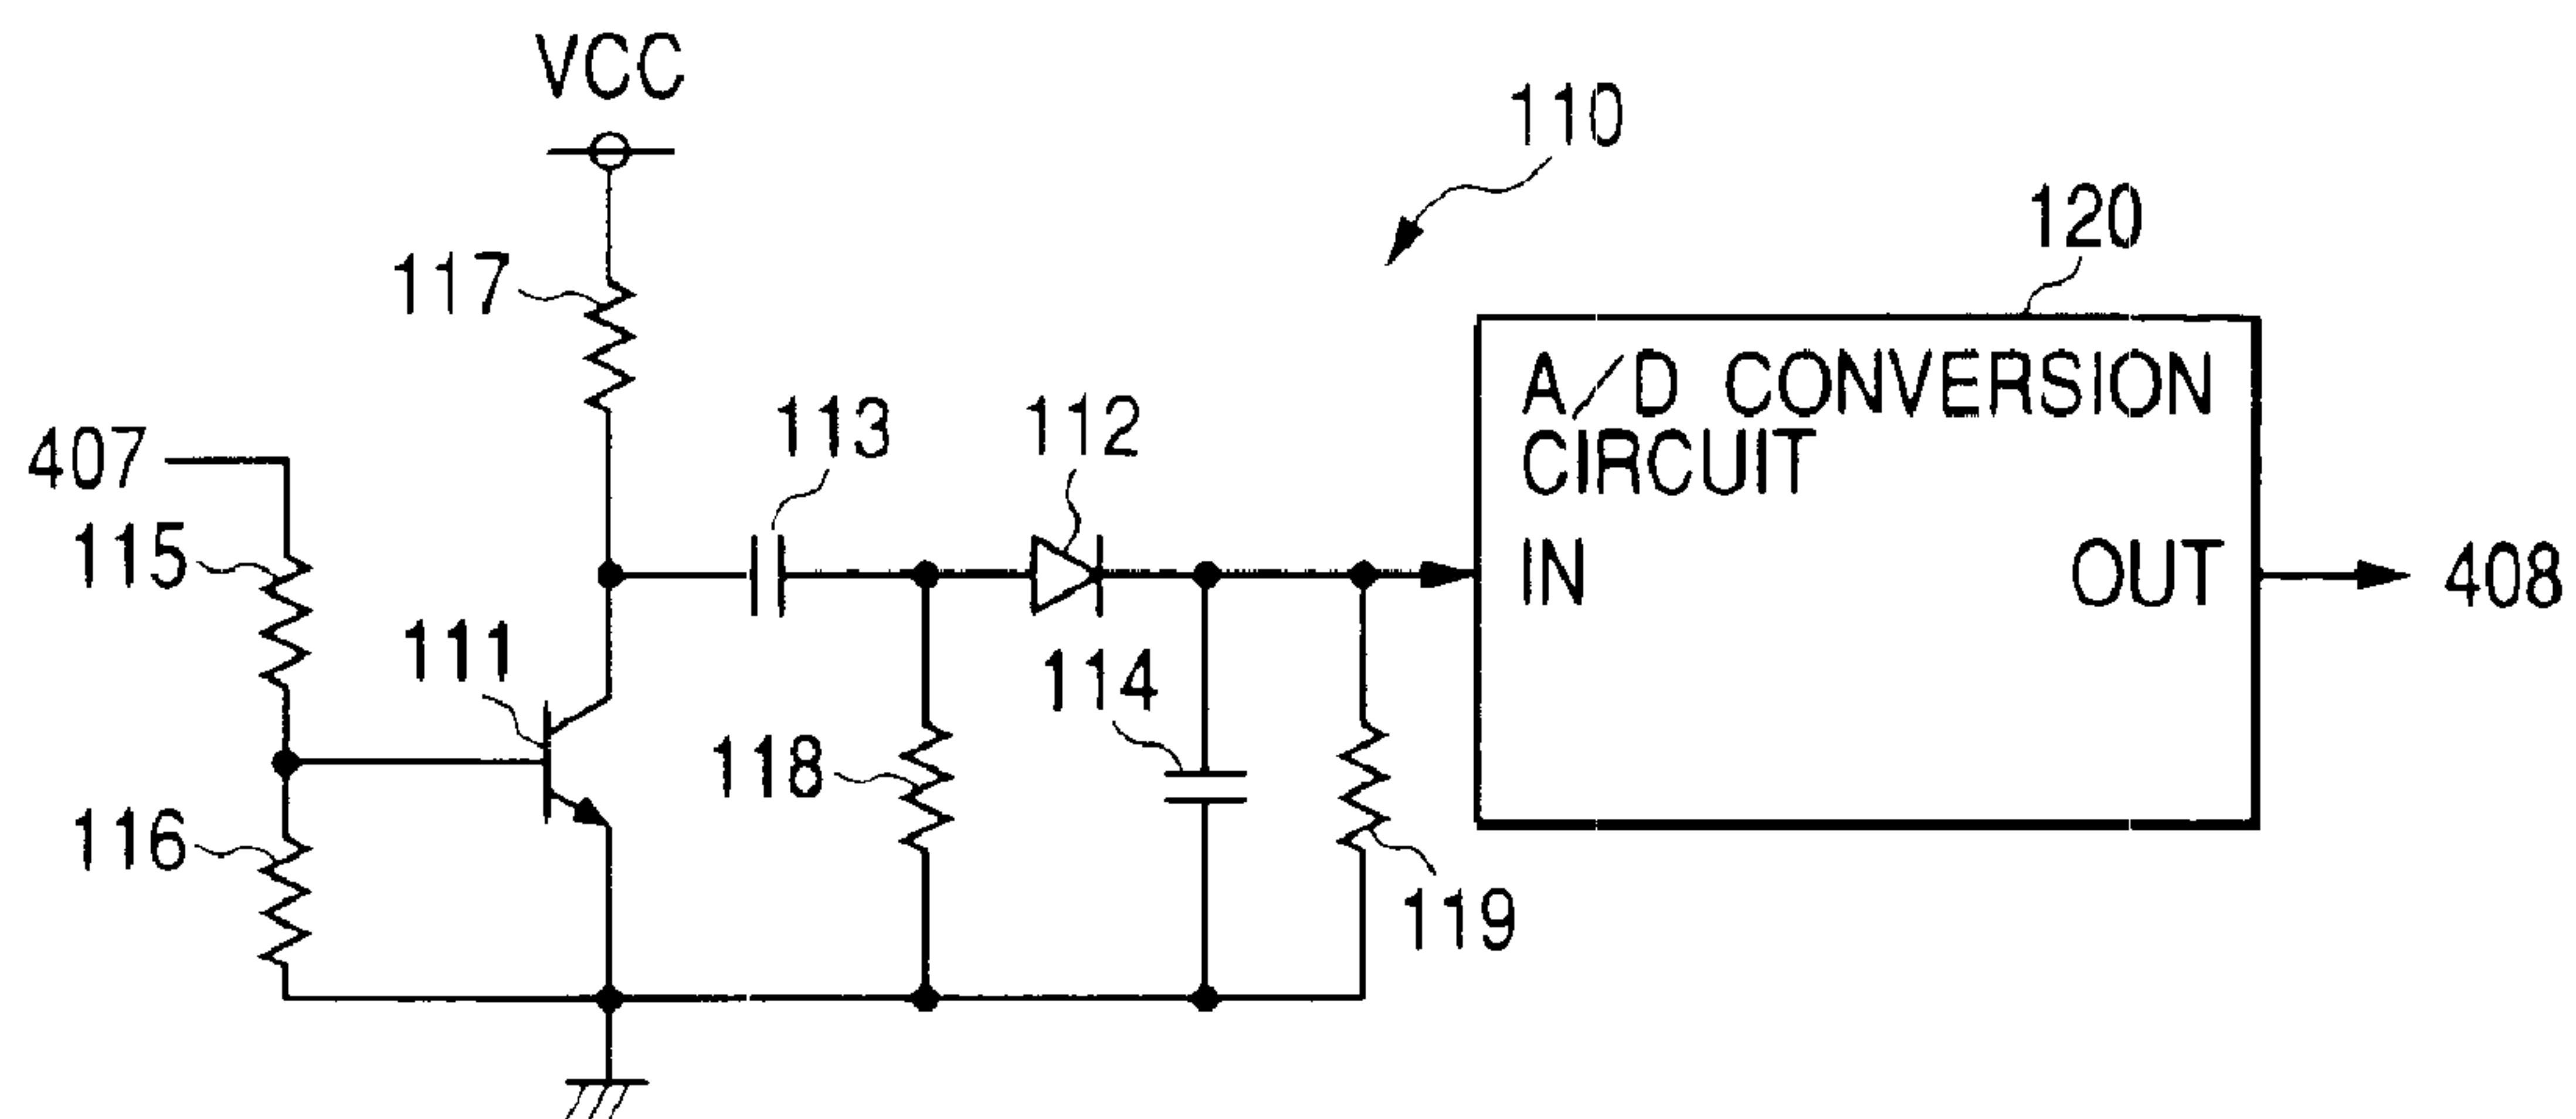 VCC
110
120
117
A/D CONVERSION
CIRCUIT
113
112
407
115
IN
OUT
408
111
114
118
116
119